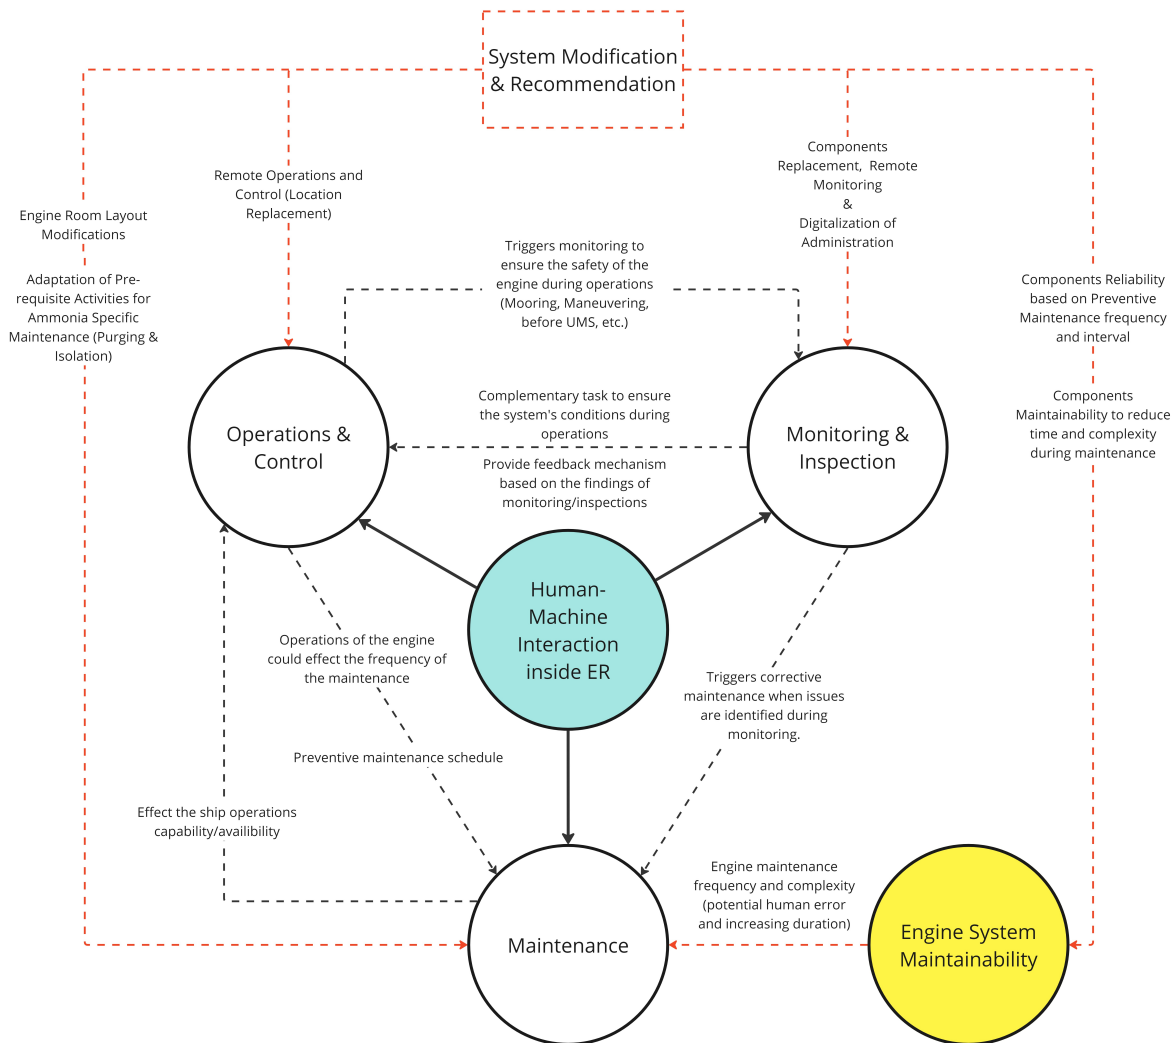 System Modification
& Recommendation
Remote Operations and
Control (Location
Replacement)
Components
Replacement,  Remote
Monitoring
&
Digitalization of
Administration
Engine Room Layout
Modifications
Adaptation of Pre-
requisite Activities for
Ammonia Specific
Maintenance (Purging &
Isolation)
Triggers monitoring to
ensure the safety of the
engine during operations
(Mooring, Maneuvering,
before UMS, etc.)
Components Reliability
based on Preventive
Maintenance frequency
and interval
Components
Maintainability to reduce
time and complexity
during maintenance
Operations &
Control
Complementary task to ensure
the system's conditions during
operations
Provide feedback mechanism
based on the findings of
monitoring/inspections
Monitoring &
Inspection
Human-
Machine
Interaction
inside ER
Operations of the engine
could effect the frequency of
the maintenance
Preventive maintenance schedule
Triggers corrective
maintenance when issues
are identified during
monitoring.
Effect the ship operations
capability/availibility
Engine maintenance
frequency and complexity
(potential human error
and increasing duration)
Maintenance
Engine System
Maintainability